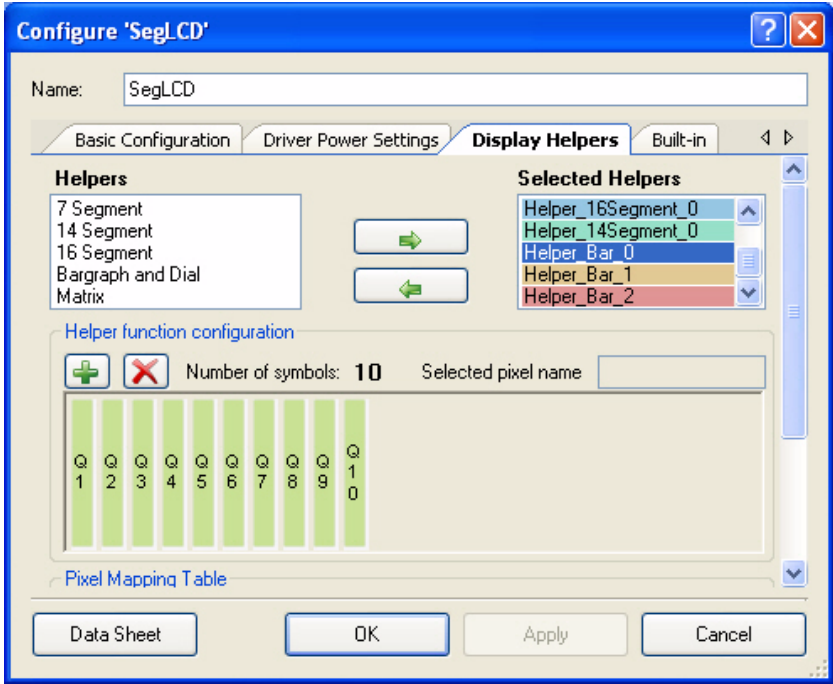 Configure 'SegLCD'
Name: SegLCD
Basic Configuration Driver Power Settings Display Helpers Built-in
Helpers
7 Segment
14 Segment
16 Segment
Bargraph and Dial
Matrix
Selected Helpers
Helper_16Segment_0
Helper_14Segment_0
Helper_Bar_0
Helper_Bar_1
Helper_Bar_2
Helper function configuration
Number of symbols: 10 Selected pixel name
Q1 Q2 Q3 Q4 Q5 Q6 Q7 Q8 Q9 Q10
Pixel Mapping Table
Data Sheet OK Apply Cancel